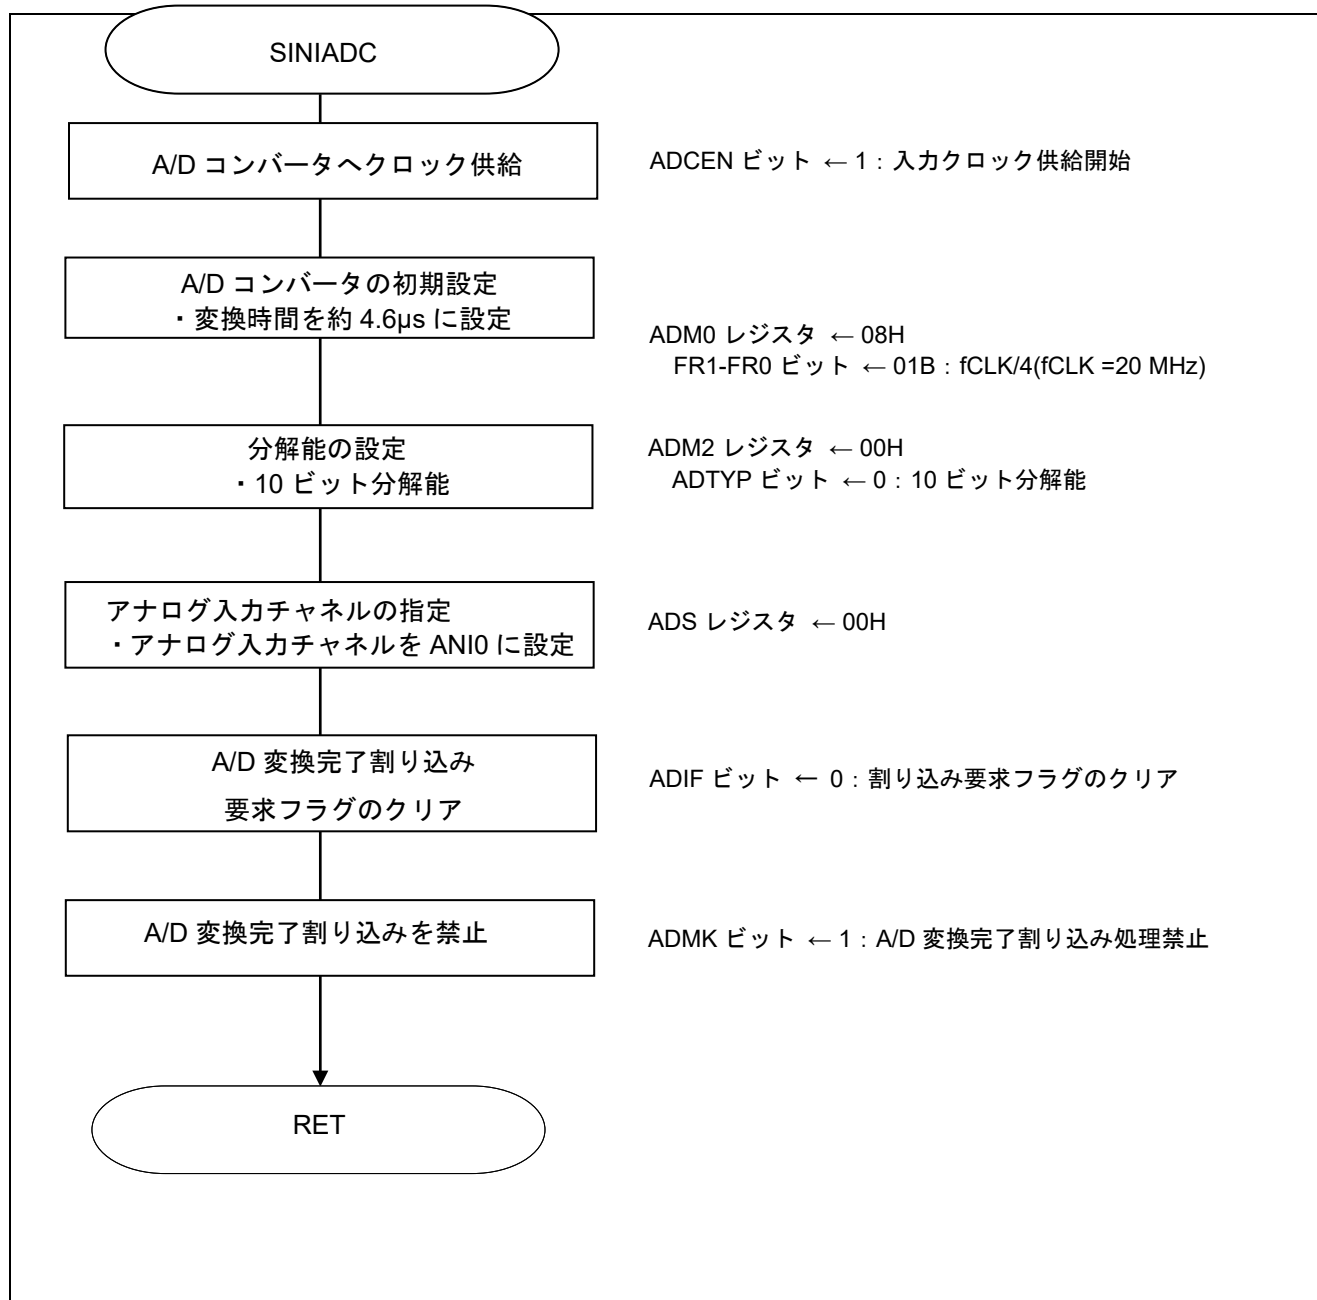 SINIADC
A/D コンバータへクロック供給
ADCEN ビット ← 1：入力クロック供給開始
A/D コンバータの初期設定
・変換時間を約 4.6µs に設定
ADM0 レジスタ ← 08H
FR1-FR0 ビット ← 01B：fCLK/4(fCLK =20 MHz)
分解能の設定
・10 ビット分解能
ADM2 レジスタ ← 00H
ADTYP ビット ← 0：10 ビット分解能
アナログ入力チャネルの指定
・アナログ入力チャネルを ANI0 に設定
ADS レジスタ ← 00H
A/D 変換完了割り込み
要求フラグのクリア
ADIF ビット ← 0：割り込み要求フラグのクリア
A/D 変換完了割り込みを禁止
ADMK ビット ← 1：A/D 変換完了割り込み処理禁止
RET